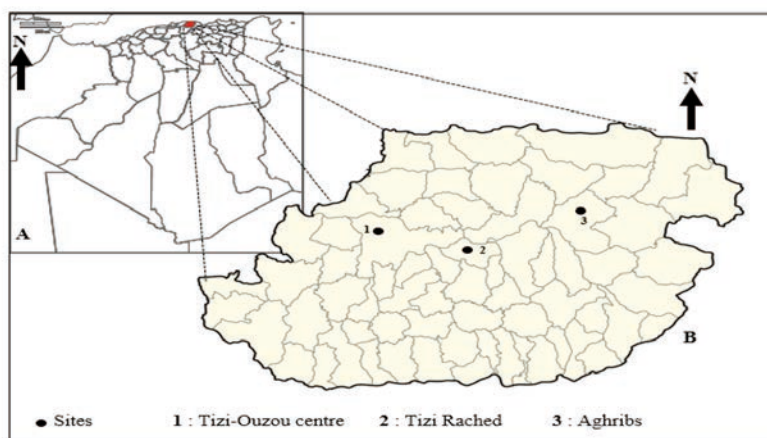 N
N
A
1
2
3
B
● Sites 1 : Tizi-Ouzou centre 2 : Tizi Rached 3 : Aghribs